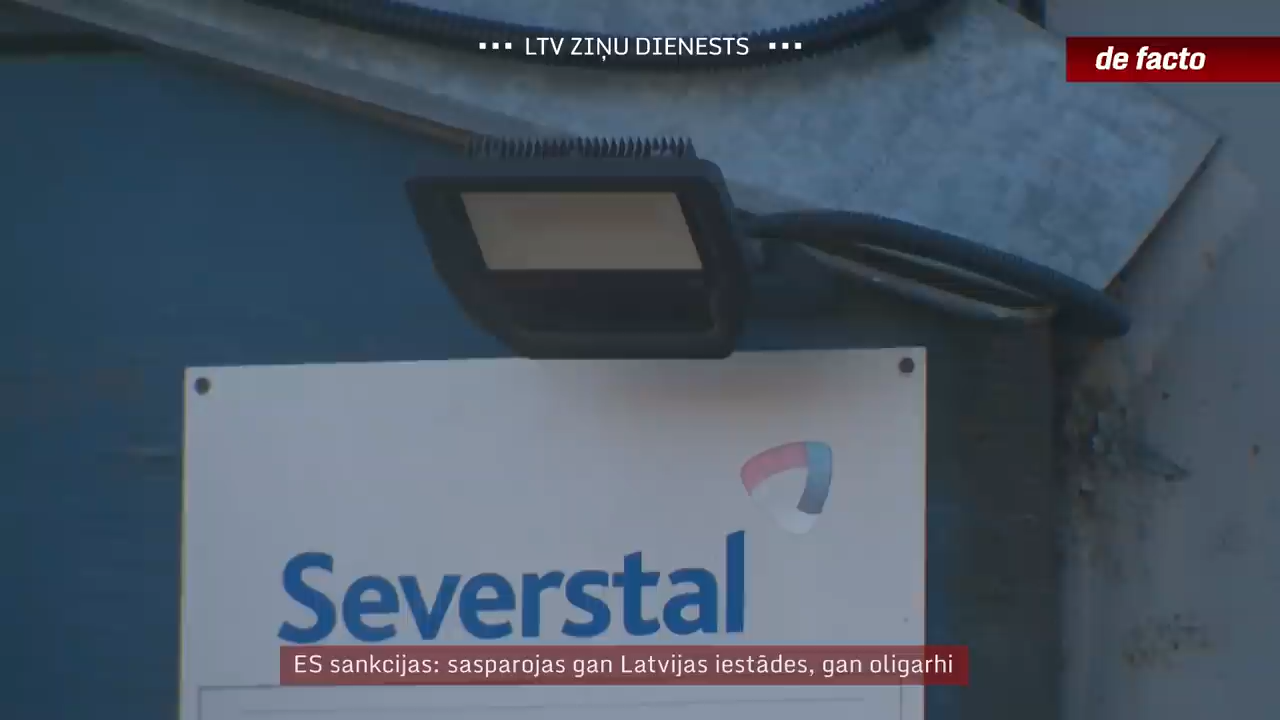 LTV ZIŅU DIENESTS
de facto
Severstal
ES sankcijas: sasparojas gan Latvijas iestādes, gan oligarhi